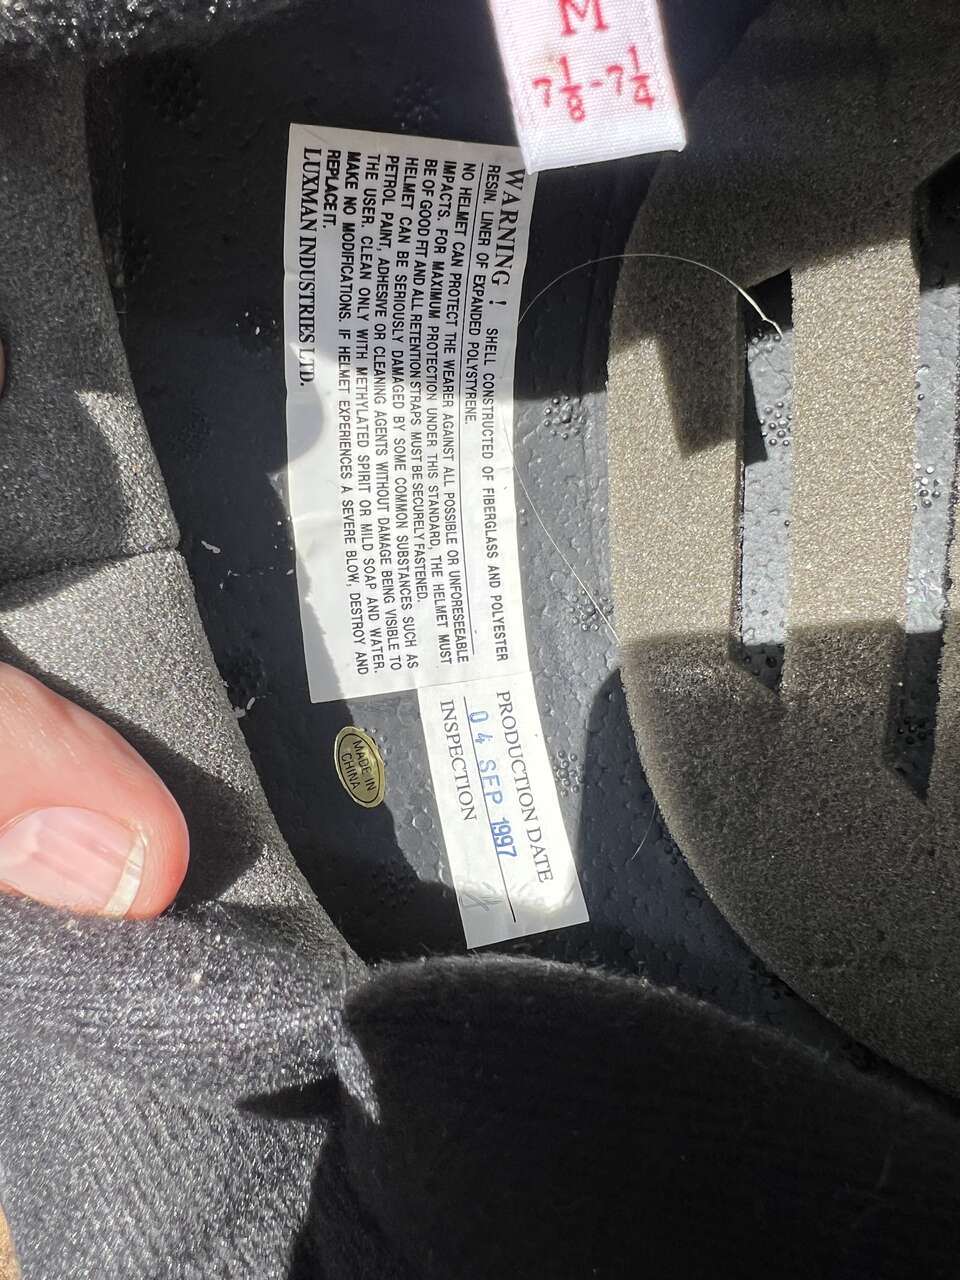 M
7 1/8 - 7 1/4
WARNING ! SHELL CONSTRUCTED OF FIBERGLASS AND POLYESTER
RESIN. LINER OF EXPANDED POLYSTYRENE.
NO HELMET CAN PROTECT THE WEARER AGAINST ALL POSSIBLE OR UNFORESEEABLE
IMPACTS. FOR MAXIMUM PROTECTION UNDER THIS STANDARD, THE HELMET MUST
BE OF GOOD FIT AND ALL RETENTION STRAPS MUST BE SECURELY FASTENED.
HELMET CAN BE SERIOUSLY DAMAGED BY SOME COMMON SUBSTANCES SUCH AS
PETROL PAINT, ADHESIVE OR CLEANING AGENTS WITHOUT DAMAGE BEING VISIBLE TO
THE USER. CLEAN ONLY WITH METHYLATED SPIRIT OR MILD SOAP AND WATER.
MAKE NO MODIFICATIONS. IF HELMET EXPERIENCES A SEVERE BLOW, DESTROY AND
REPLACE IT.
LUXMAN INDUSTRIES LTD.
PRODUCTION DATE
04 SEP 1997
INSPECTION
MADE IN
CHINA